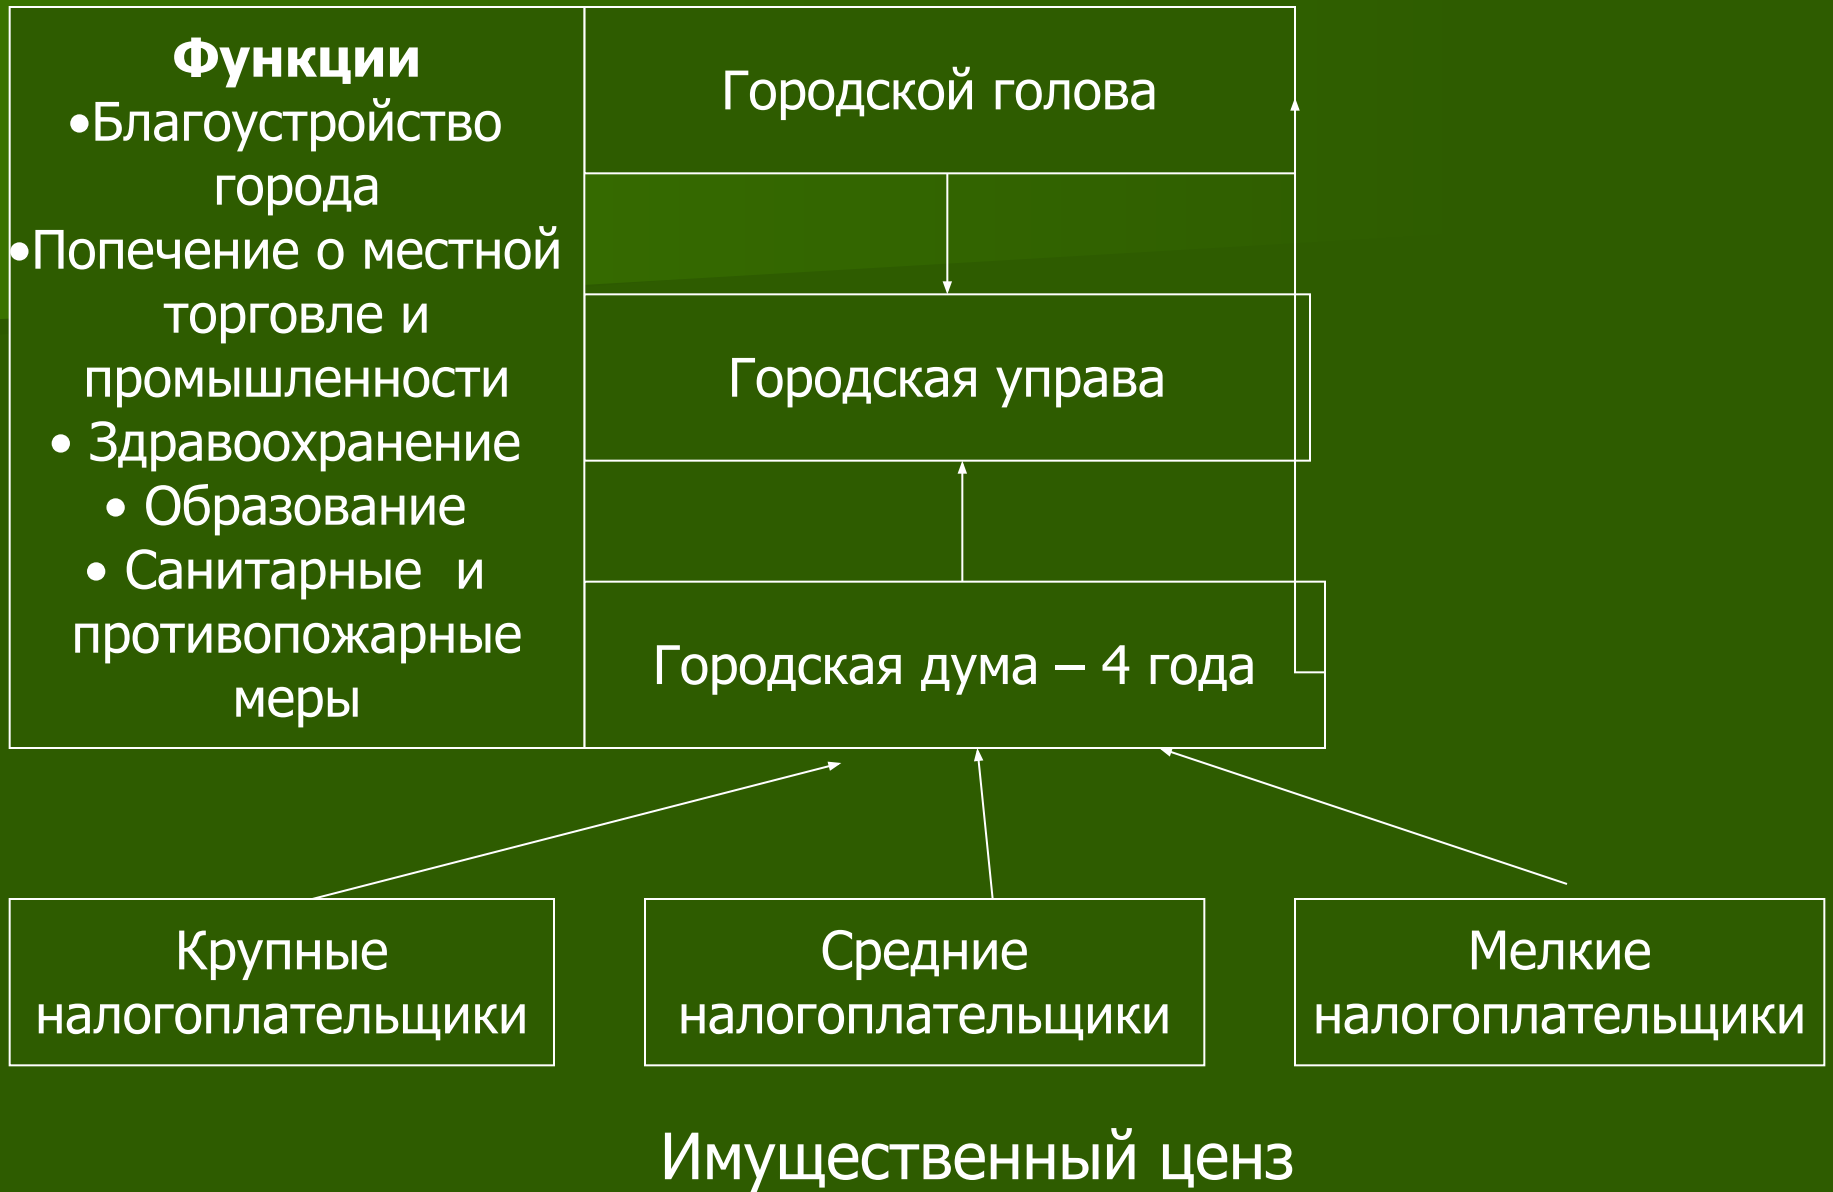 Функции
•Благоустройство
города
•Попечение о местной
торговле и
промышленности
• Здравоохранение
• Образование
• Санитарные и
противопожарные
меры
Городской голова
Городская управа
Городская дума – 4 года
Крупные
налогоплательщики
Средние
налогоплательщики
Мелкие
налогоплательщики
Имущественный ценз